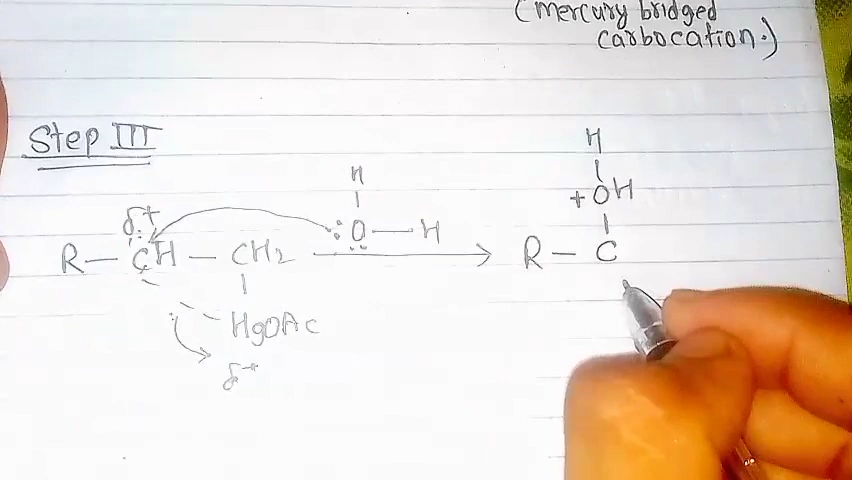 (mercury bridged
carbocation.)
Step III
H
H
δ+
:O—H
+OH
R—CH—CH2
R—C
HgOAc
δ+